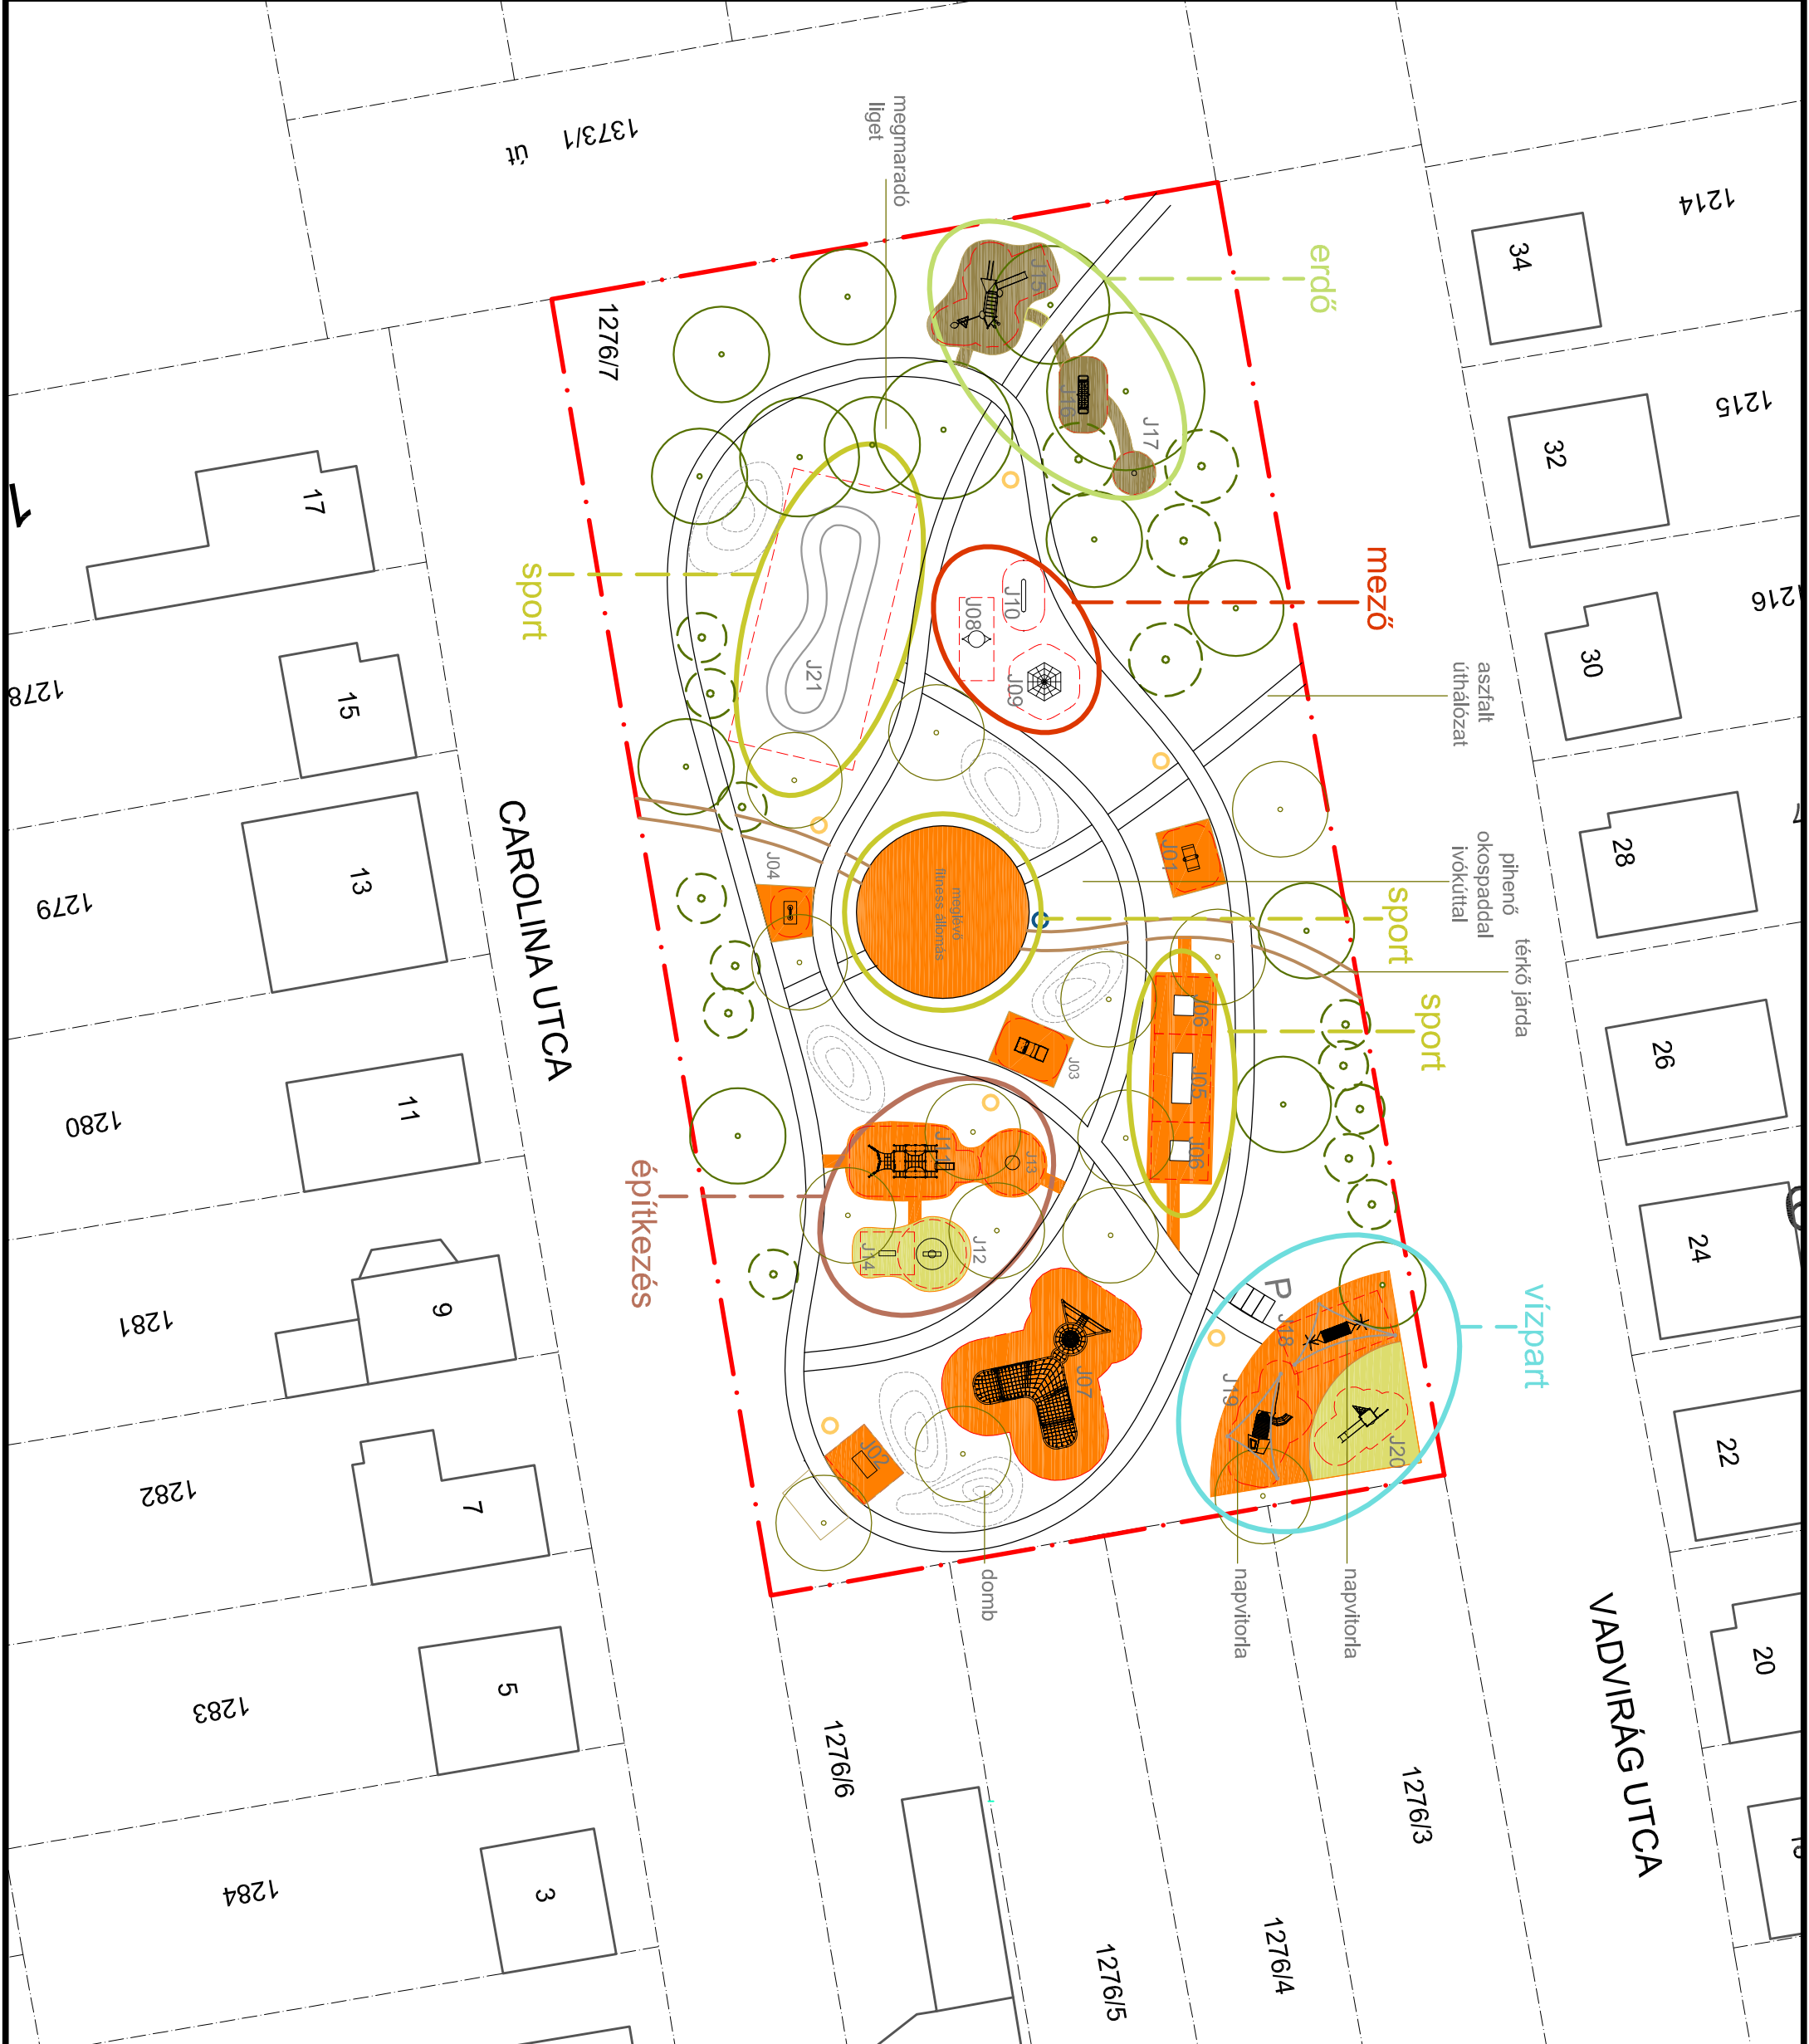 1373/1
út
megmaradó
liget
1214
34
erdő
1276/7
J15
J16
J17
1215
32
17
sport
mező
J10
J08
J09
J21
1216
30
aszfalt
úthálózat
1278
15
CAROLINA UTCA
13
1279
J04
meglévő
fitness állomás
J01
28
pihenő
okospaddal
ivókúttal
sport
térkő járda
sport
J06
J05
J06
J03
26
11
1280
építkezés
J11
J13
J12
J14
24
9
1281
P
J18
J19
J20
vízpart
J07
J02
22
7
1282
domb
napvitorla
napvitorla
VADVIRÁG UTCA
20
5
1283
1276/6
1276/3
3
1284
1276/5
1276/4